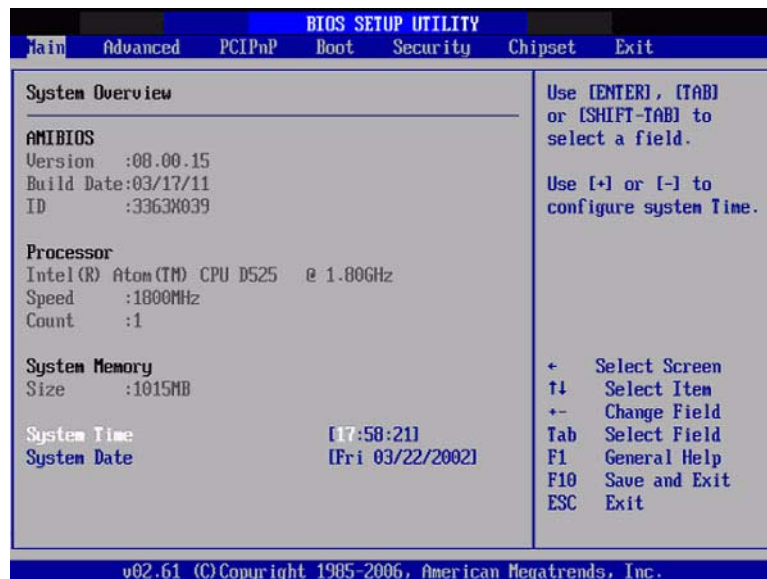 BIOS SETUP UTILITY
Main Advanced PCIPnP Boot Security Chipset Exit
System Overview
AMIBIOS
Version :08.00.15
Build Date:03/17/11
ID :3363X039
Processor
Intel(R) Atom(TM) CPU D525 @ 1.80GHz
Speed :1800MHz
Count :1
System Memory
Size :1015MB
System Time [17:58:21]
System Date [Fri 03/22/2002]
Use [ENTER], [TAB]
or [SHIFT-TAB] to
select a field.
Use [+] or [-] to
configure system Time.
← Select Screen
↑↓ Select Item
+- Change Field
Tab Select Field
F1 General Help
F10 Save and Exit
ESC Exit
v02.61 (C)Copyright 1985-2006, American Megatrends, Inc.